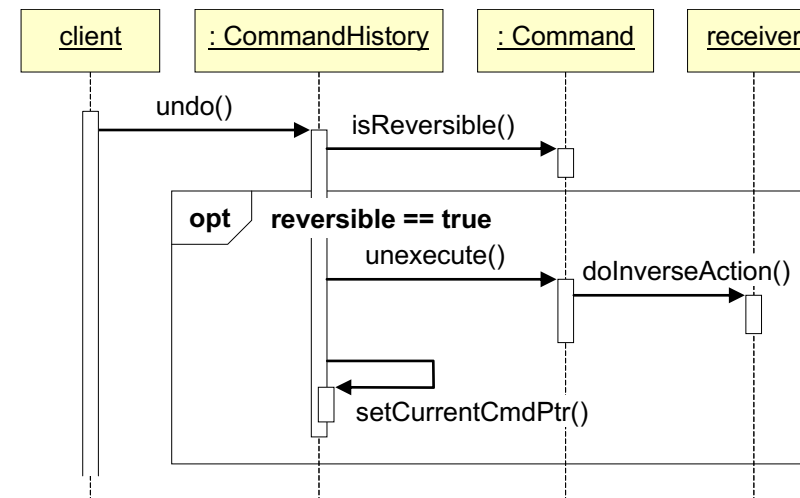 client : CommandHistory : Command receiver
undo()
isReversible()
opt reversible == true
unexecute()
doInverseAction()
setCurrentCmdPtr()